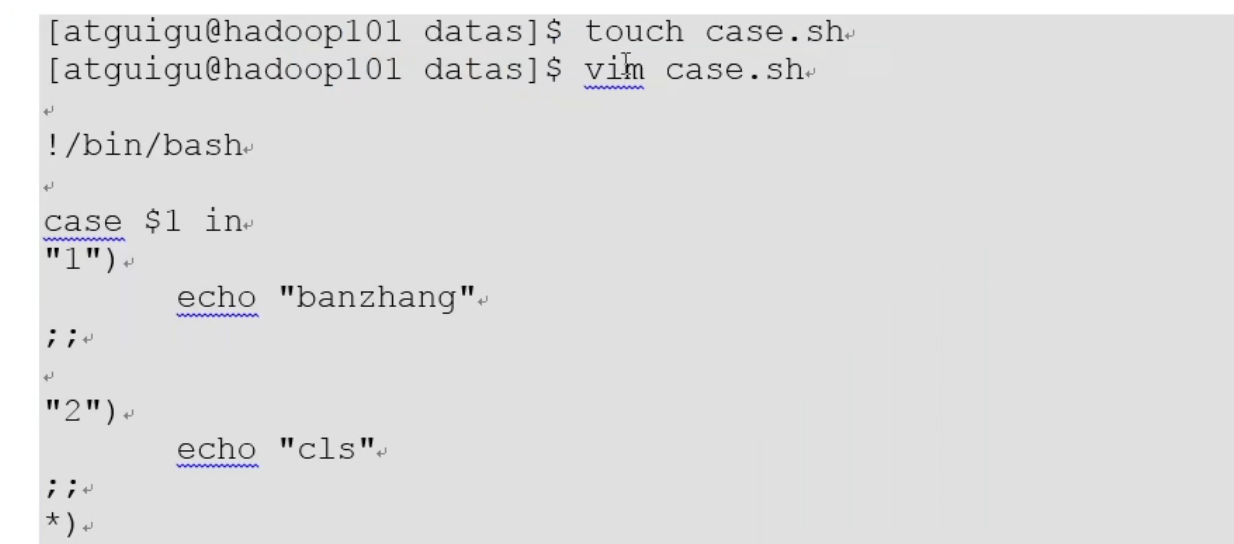 [atguigu@hadoop101 datas]$ touch case.sh
[atguigu@hadoop101 datas]$ vim case.sh
!/bin/bash
case $1 in
"1")
echo "banzhang"
;;
"2")
echo "cls"
;;
*)